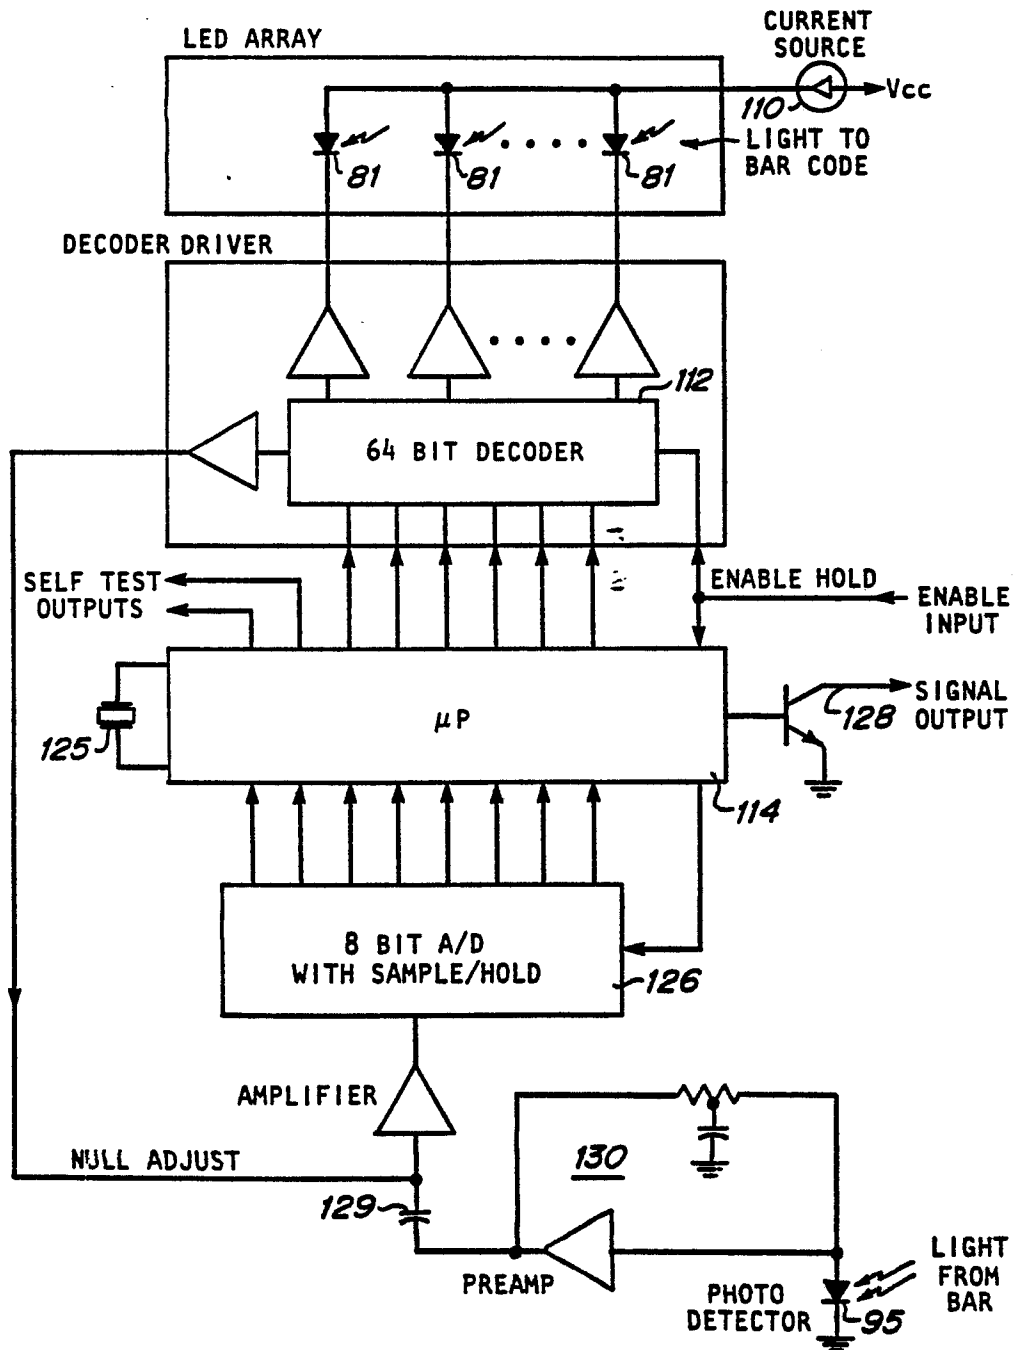 LED ARRAY
CURRENT
SOURCE
110
Vcc
LIGHT TO
BAR CODE
81
81
81
DECODER DRIVER
112
64 BIT DECODER
SELF TEST
OUTPUTS
ENABLE HOLD
ENABLE
INPUT
125
μP
128
SIGNAL
OUTPUT
114
8 BIT A/D
WITH SAMPLE/HOLD
126
AMPLIFIER
NULL ADJUST
129
130
PREAMP
PHOTO
DETECTOR
95
LIGHT
FROM
BAR